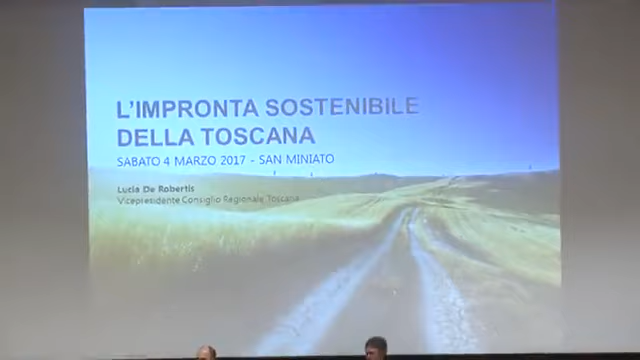 L'IMPRONTA SOSTENIBILE
DELLA TOSCANA
SABATO 4 MARZO 2017 - SAN MINIATO
Lucia De Robertis
Vicepresidente Consiglio Regionale Toscana